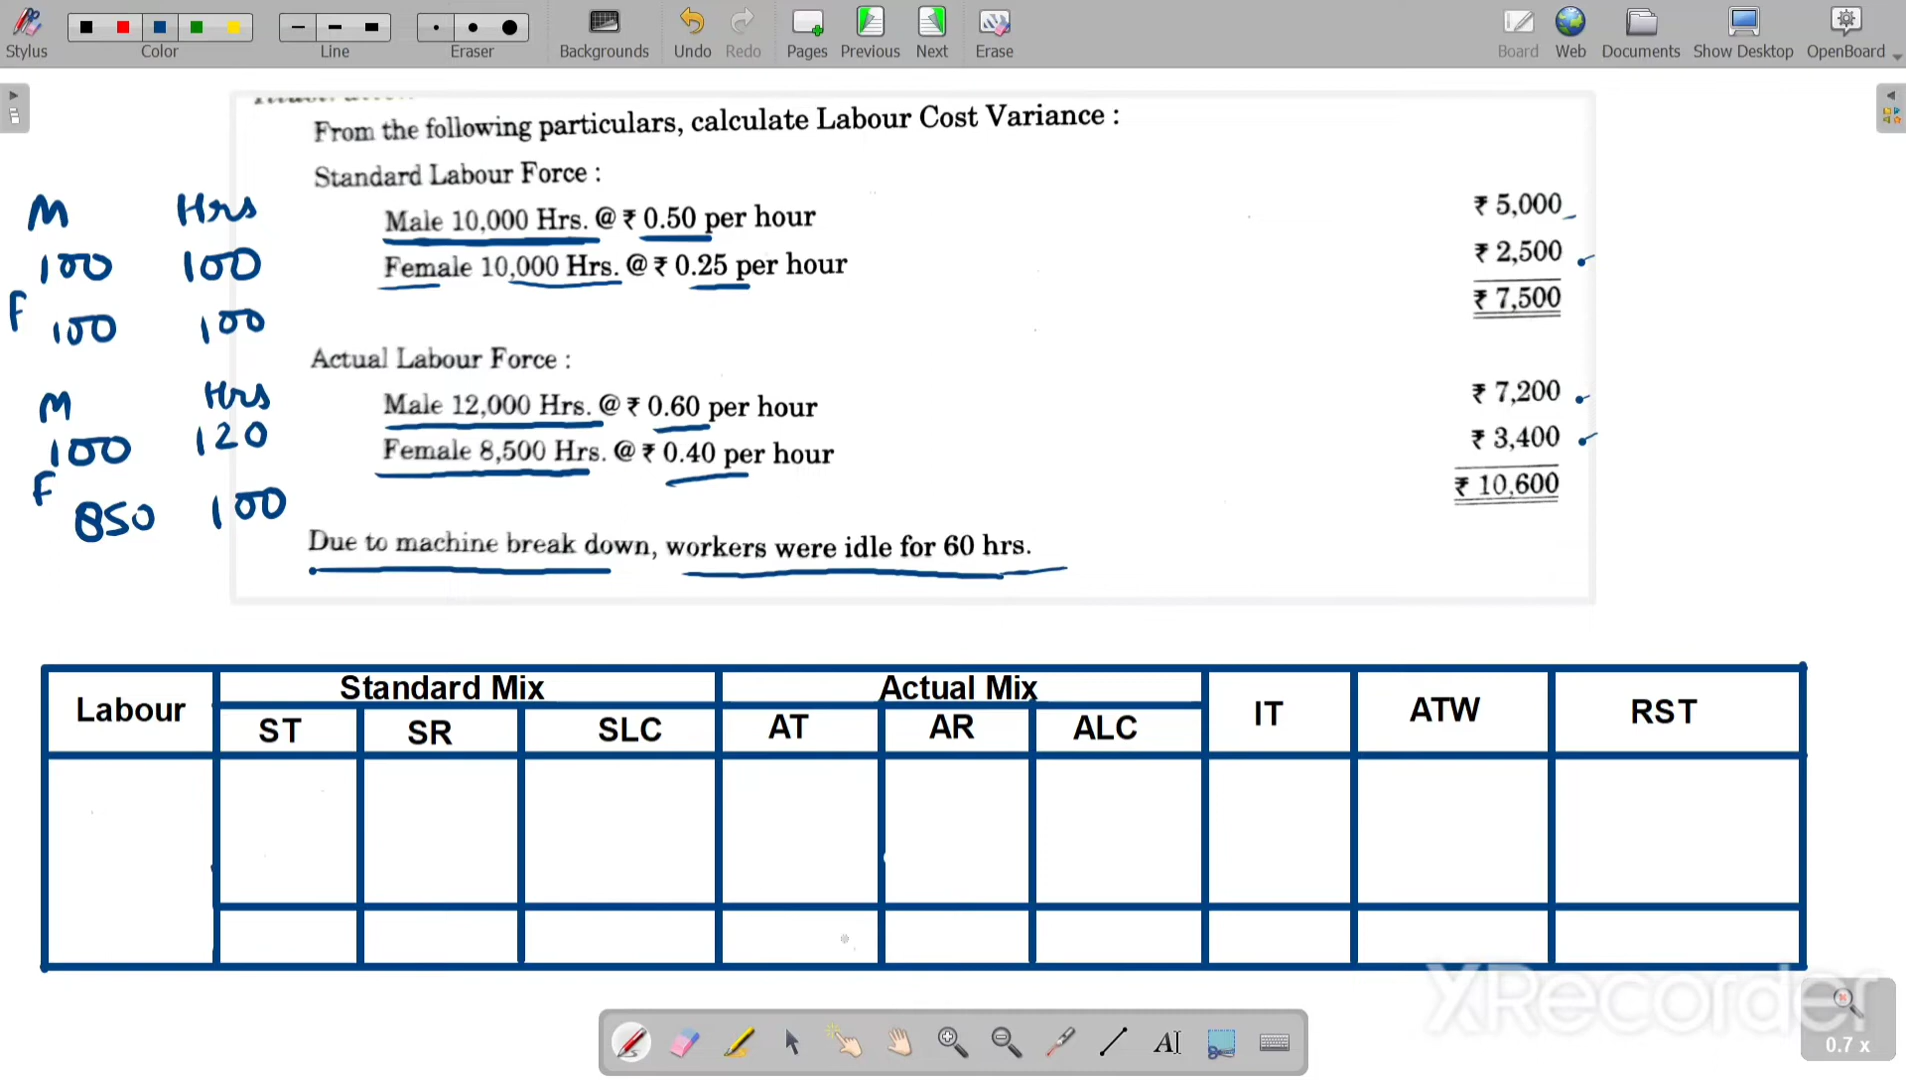 Stylus
Color
Line
Eraser
Backgrounds
Undo
Redo
Pages
Previous
Next
Erase
Board
Web
Documents
Show Desktop
OpenBoard
From the following particulars, calculate Labour Cost Variance :
Standard Labour Force :
Male 10,000 Hrs. @ ₹ 0.50 per hour ₹ 5,000
Female 10,000 Hrs. @ ₹ 0.25 per hour ₹ 2,500
₹ 7,500
Actual Labour Force :
Male 12,000 Hrs. @ ₹ 0.60 per hour ₹ 7,200
Female 8,500 Hrs. @ ₹ 0.40 per hour ₹ 3,400
₹ 10,600
Due to machine break down, workers were idle for 60 hrs.
M Hrs
100 100
F
100 100
M Hrs
100 120
F
850 100
Labour Standard Mix Actual Mix IT ATW RST
ST SR SLC AT AR ALC
XRecorder
0.7 x